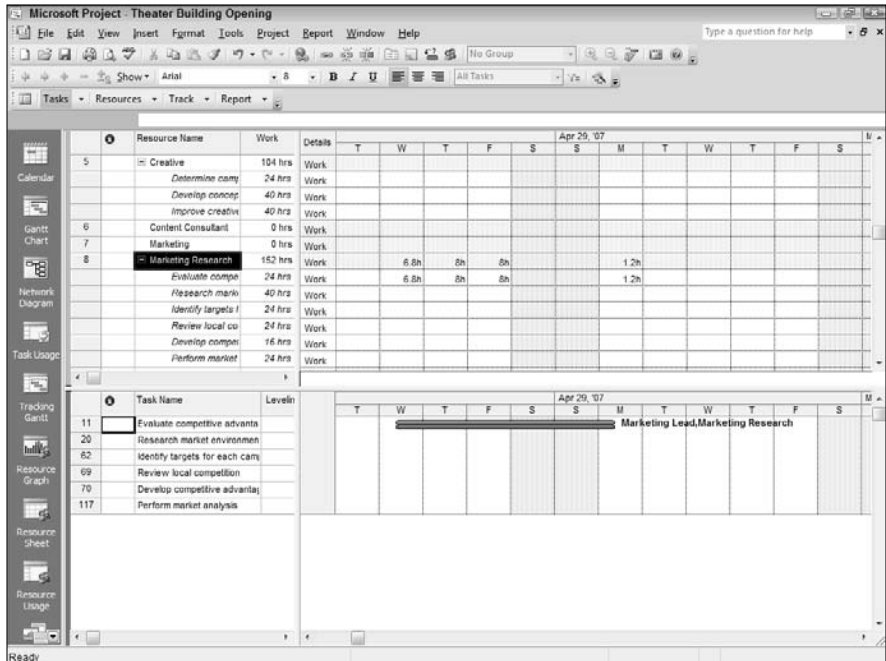 Microsoft Project - Theater Building Opening
File Edit View Insert Format Tools Project Report Window Help
Type a question for help
No Group
Show Arial 8 B I U All Tasks
Tasks Resources Track Report
Resource Name Work Details Apr 29, '07
T W T F S S M T W T F S
5 Creative 104 hrs Work
Determine camp 24 hrs Work
Develop concep 40 hrs Work
Improve creative 40 hrs Work
6 Content Consultant 0 hrs Work
7 Marketing 0 hrs Work
8 Marketing Research 152 hrs Work 6.8h 8h 8h 1.2h
Evaluate compe 24 hrs Work 6.8h 8h 8h 1.2h
Research marke 40 hrs Work
Identify targets f 24 hrs Work
Review local co 24 hrs Work
Develop compet 16 hrs Work
Perform market 24 hrs Work
Calendar
Gantt Chart
Network Diagram
Task Usage
Tracking Gantt
Resource Graph
Resource Sheet
Resource Usage
Task Name Levelin Apr 29, '07
T W T F S S M T W T F S
11 Evaluate competitive advanta
Marketing Lead,Marketing Research
20 Research market environmen
62 Identify targets for each camp
69 Review local competition
70 Develop competitive advantag
117 Perform market analysis
Ready